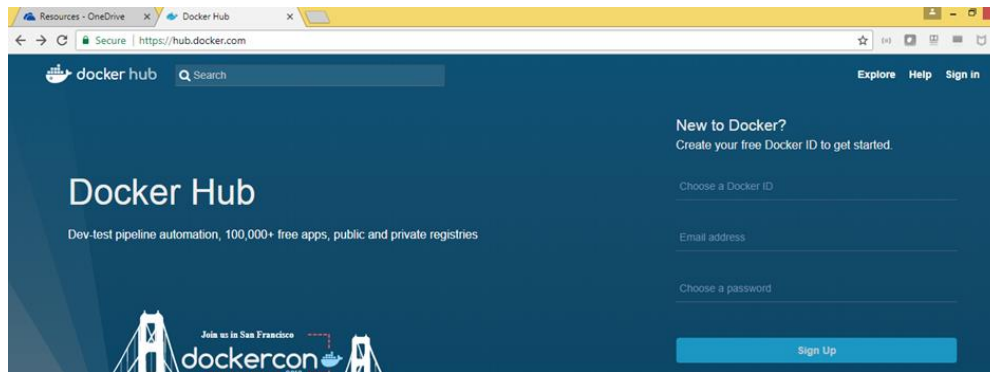 Resources - OneDrive
Docker Hub
Secure | https://hub.docker.com
docker hub
Search
Explore Help Sign in
New to Docker?
Create your free Docker ID to get started.
Choose a Docker ID
Docker Hub
Dev-test pipeline automation, 100,000+ free apps, public and private registries
Email address
Choose a password
Join us in San Francisco
dockercon
Sign Up